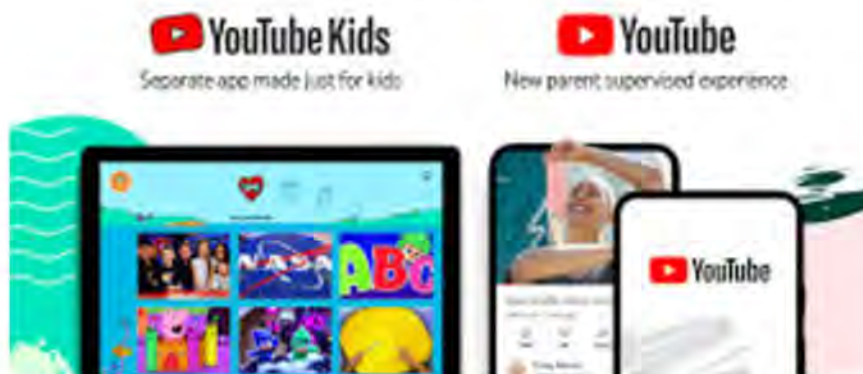 YouTube Kids
Separate app made just for kids
YouTube
New parent supervised experience
NASA
ABC
YouTube